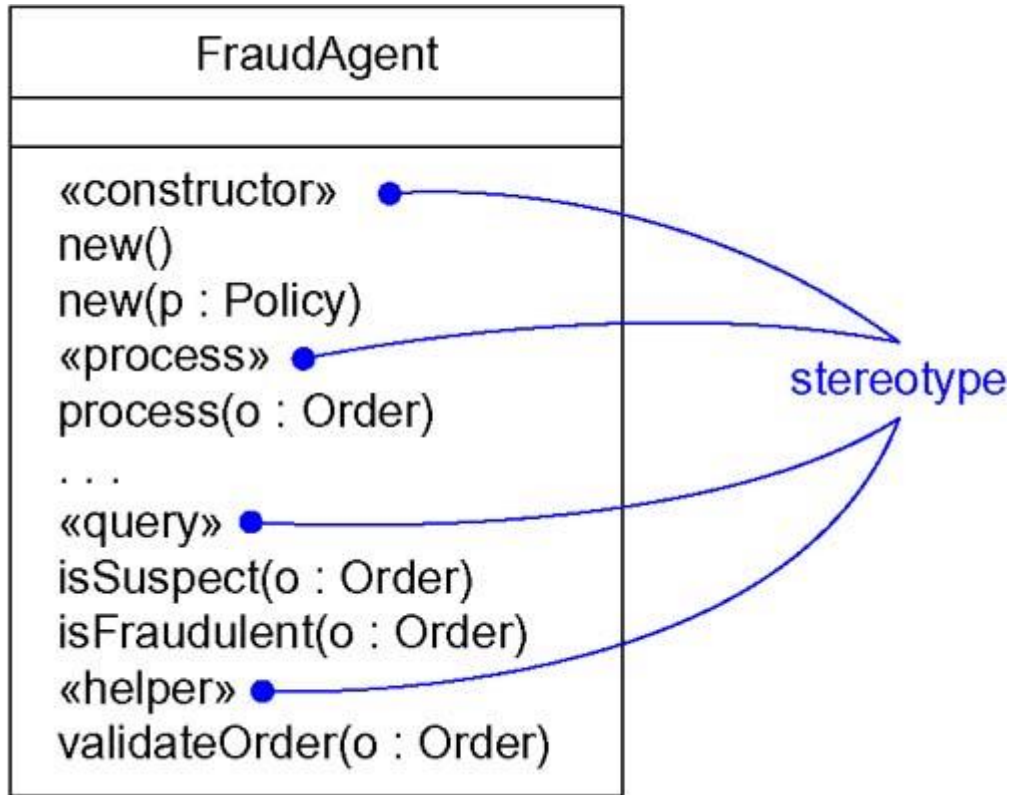 FraudAgent
«constructor»
new()
new(p : Policy)
«process»
process(o : Order)
. . .
«query»
isSuspect(o : Order)
isFraudulent(o : Order)
«helper»
validateOrder(o : Order)
stereotype